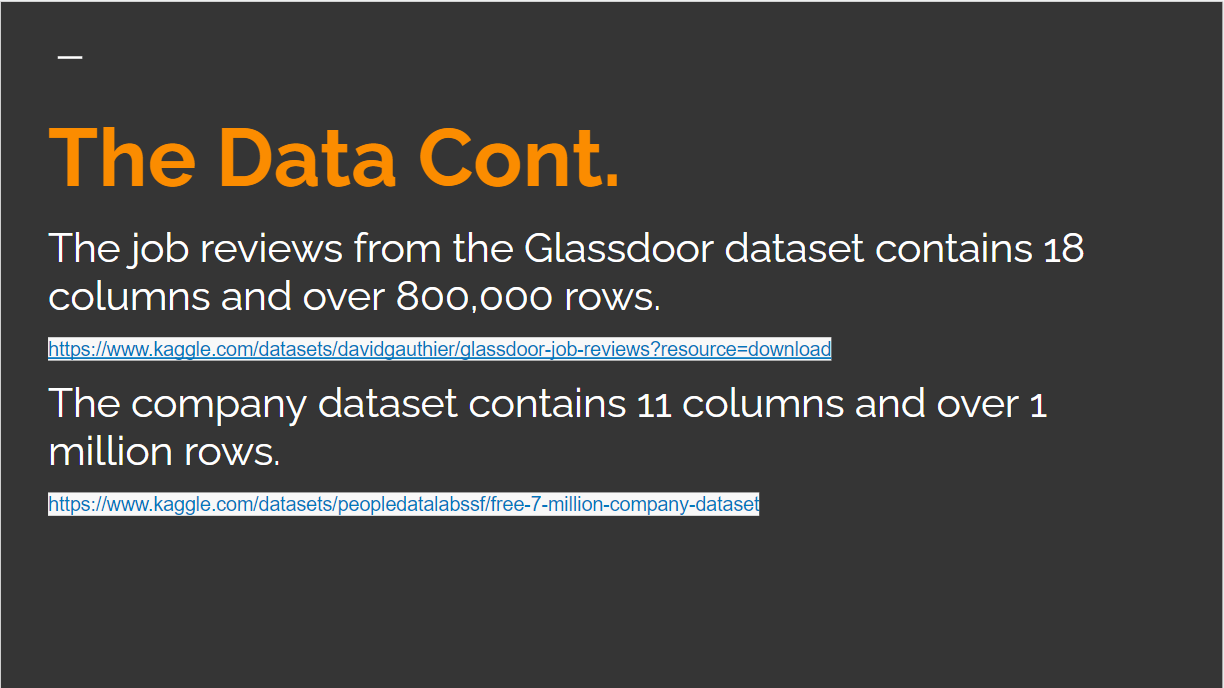 The Data Cont.
The job reviews from the Glassdoor dataset contains 18
columns and over 800,000 rows.
https://www.kaggle.com/datasets/davidgauthier/glassdoor-job-reviews?resource=download
The company dataset contains 11 columns and over 1
million rows.
https://www.kaggle.com/datasets/peopledatalabssf/free-7-million-company-dataset